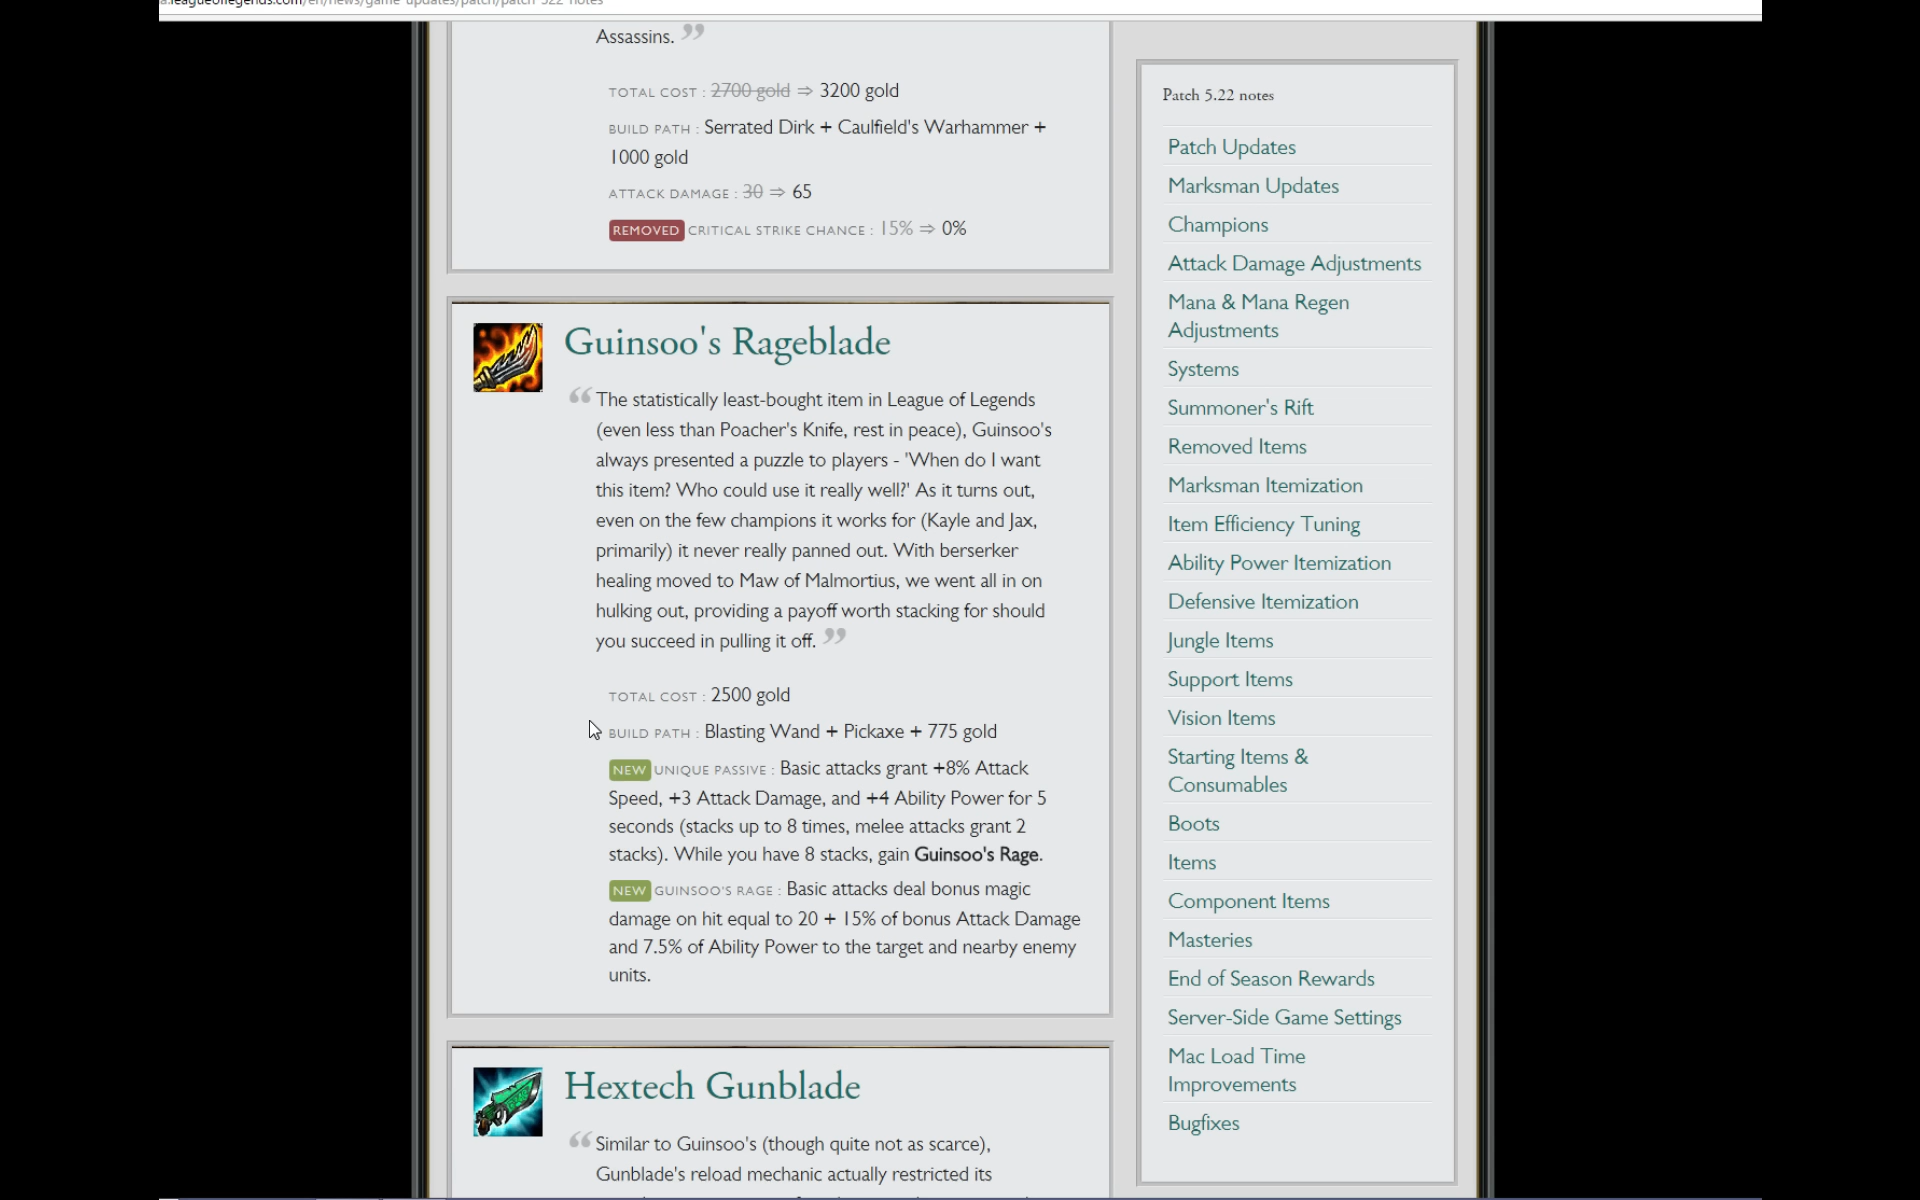 a.leagueoflegends.com/en/news/game-updates/patch/patch-522-notes
Assassins. ”
TOTAL COST : 2700 gold ⇒ 3200 gold
BUILD PATH : Serrated Dirk + Caulfield's Warhammer +
1000 gold
ATTACK DAMAGE : 30 ⇒ 65
REMOVED CRITICAL STRIKE CHANCE : 15% ⇒ 0%
Guinsoo's Rageblade
“ The statistically least-bought item in League of Legends
(even less than Poacher's Knife, rest in peace), Guinsoo's
always presented a puzzle to players - 'When do I want
this item? Who could use it really well?' As it turns out,
even on the few champions it works for (Kayle and Jax,
primarily) it never really panned out. With berserker
healing moved to Maw of Malmortius, we went all in on
hulking out, providing a payoff worth stacking for should
you succeed in pulling it off. ”
TOTAL COST : 2500 gold
BUILD PATH : Blasting Wand + Pickaxe + 775 gold
NEW UNIQUE PASSIVE : Basic attacks grant +8% Attack
Speed, +3 Attack Damage, and +4 Ability Power for 5
seconds (stacks up to 8 times, melee attacks grant 2
stacks). While you have 8 stacks, gain Guinsoo's Rage.
NEW GUINSOO'S RAGE : Basic attacks deal bonus magic
damage on hit equal to 20 + 15% of bonus Attack Damage
and 7.5% of Ability Power to the target and nearby enemy
units.
Hextech Gunblade
“ Similar to Guinsoo's (though quite not as scarce),
Gunblade's reload mechanic actually restricted its
Patch 5.22 notes
Patch Updates
Marksman Updates
Champions
Attack Damage Adjustments
Mana & Mana Regen
Adjustments
Systems
Summoner's Rift
Removed Items
Marksman Itemization
Item Efficiency Tuning
Ability Power Itemization
Defensive Itemization
Jungle Items
Support Items
Vision Items
Starting Items &
Consumables
Boots
Items
Component Items
Masteries
End of Season Rewards
Server-Side Game Settings
Mac Load Time
Improvements
Bugfixes